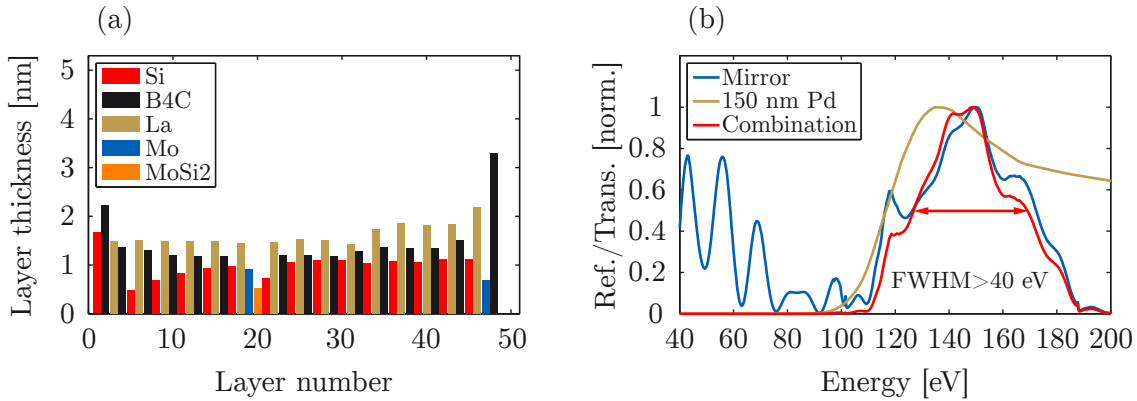 (a)
Layer thickness [nm]
5
4
3
2
1
0
Si
B4C
La
Mo
MoSi2
0 10 20 30 40 50
Layer number
(b)
Ref./Trans. [norm.]
1
0.8
0.6
0.4
0.2
0
Mirror
150 nm Pd
Combination
FWHM>40 eV
40 60 80 100 120 140 160 180 200
Energy [eV]